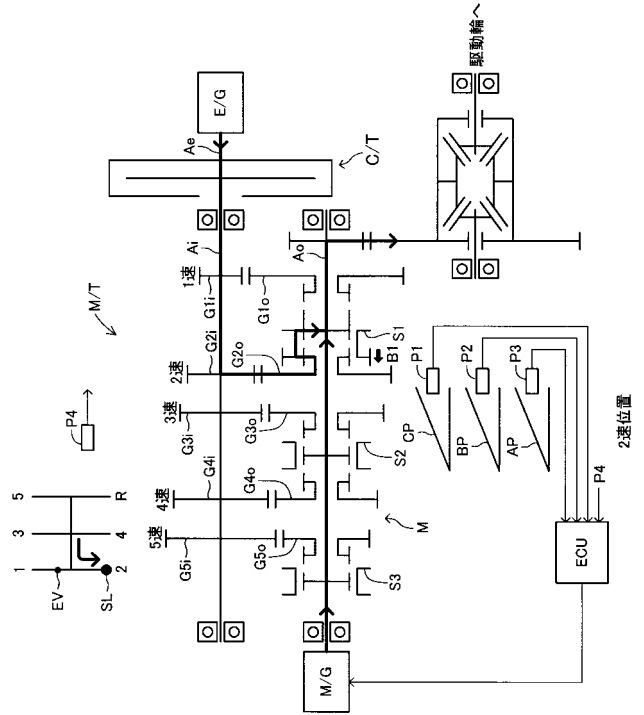 M/T
1 3 5
EV
SL
2 4 R
P4
E/G
Ae
C/T
Ai
1速
G1i
G1o
2速
G2i
G2o
3速
G3i
G3o
4速
G4i
G4o
5速
G5i
G5o
Ao
S1
B1
S2
S3
M
M/G
駆動輪へ
CP
P1
BP
P2
AP
P3
P4
ECU
2速位置